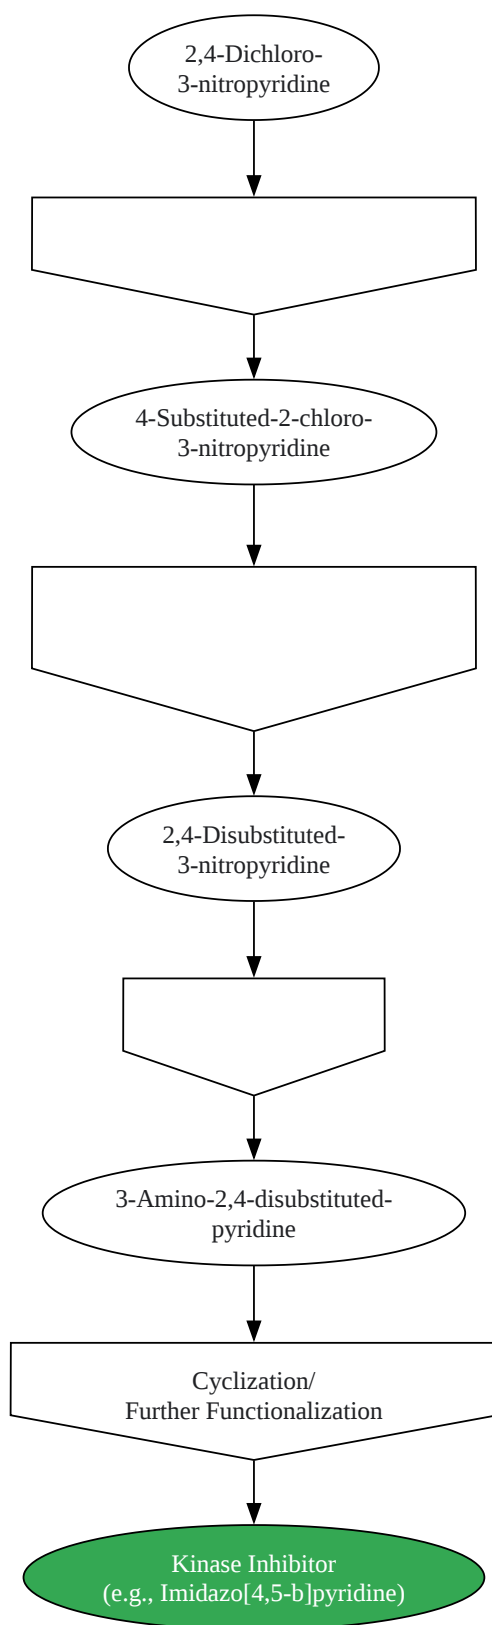 2,4-Dichloro-
3-nitropyridine
4-Substituted-2-chloro-
3-nitropyridine
2,4-Disubstituted-
3-nitropyridine
3-Amino-2,4-disubstituted-
pyridine
Cyclization/
Further Functionalization
Kinase Inhibitor
(e.g., Imidazo[4,5-b]pyridine)